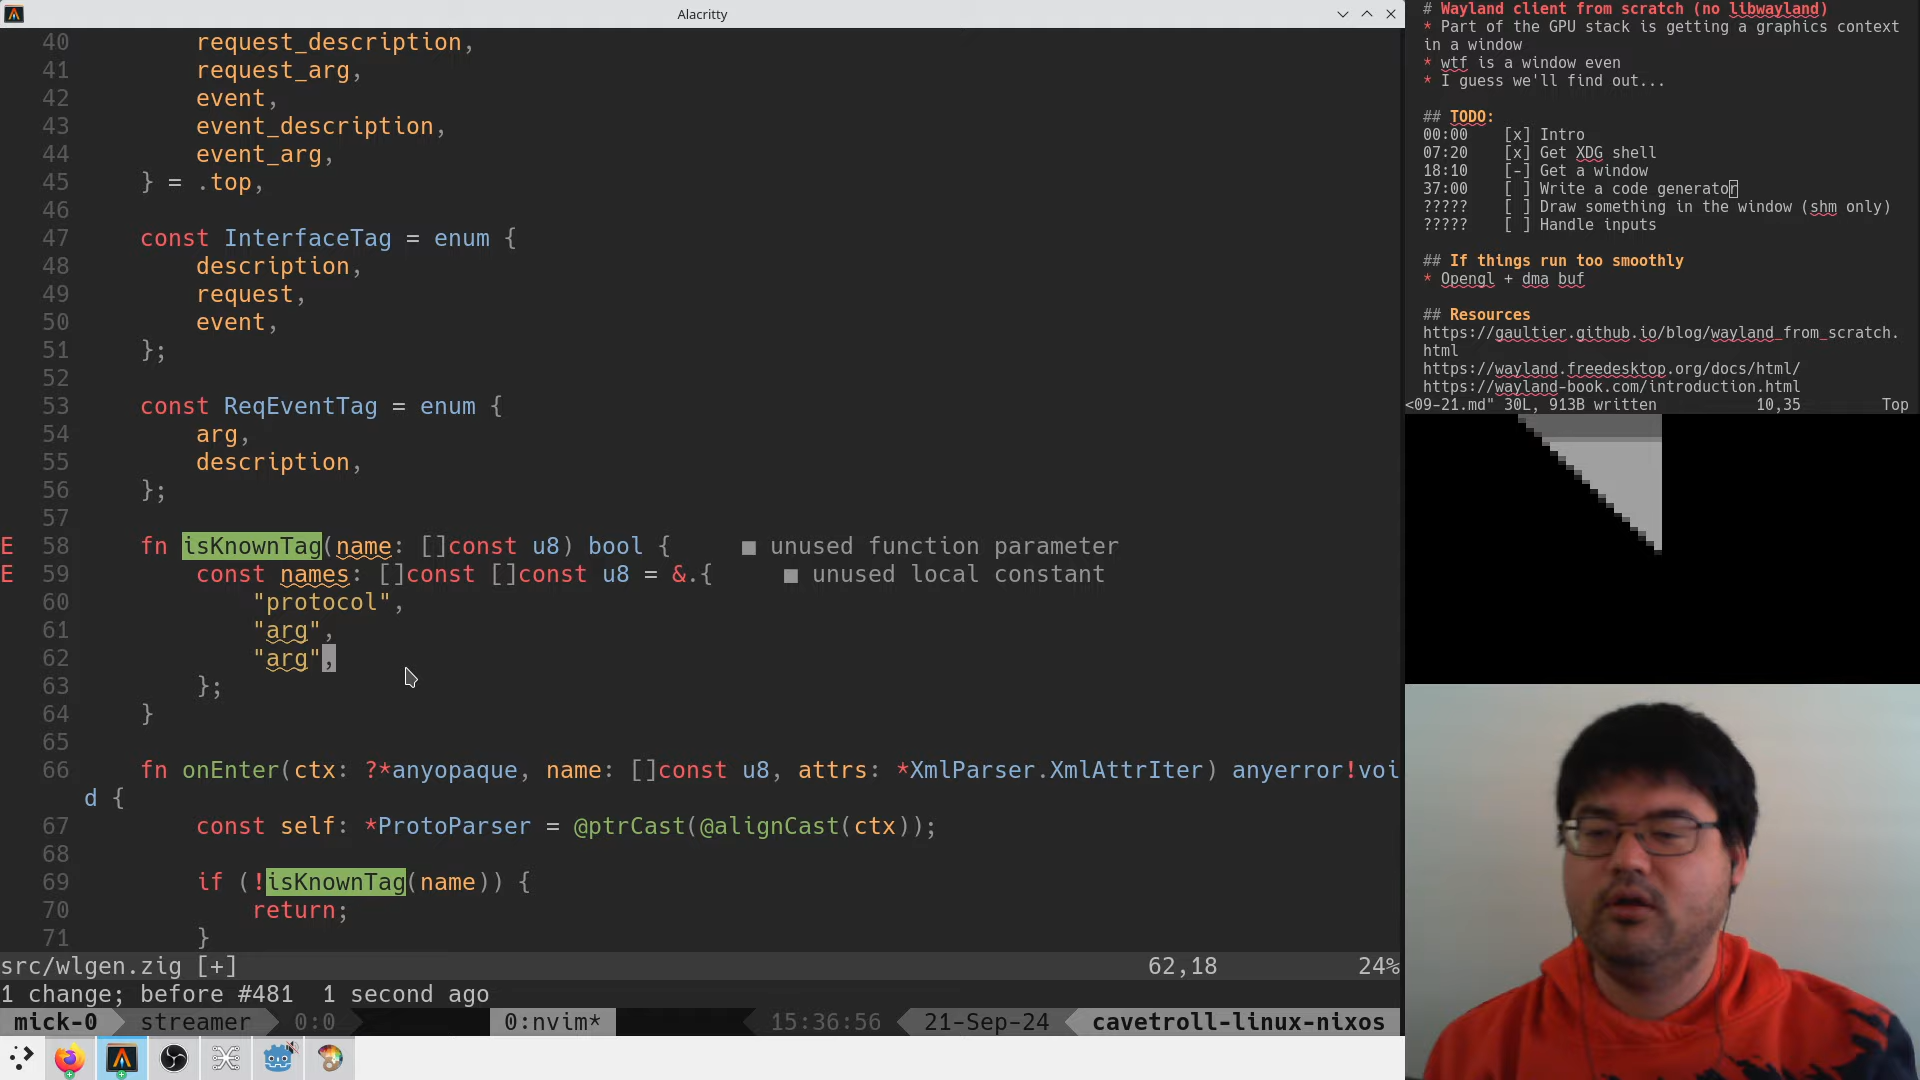 Alacritty
40 request_description,
41 request_arg,
42 event,
43 event_description,
44 event_arg,
45 } = .top,
46
47 const InterfaceTag = enum {
48 description,
49 request,
50 event,
51 };
52
53 const ReqEventTag = enum {
54 arg,
55 description,
56 };
57
E 58 fn isKnownTag(name: []const u8) bool { ■ unused function parameter
E 59 const names: []const []const u8 = &.{ ■ unused local constant
60 "protocol",
61 "arg",
62 "arg",
63 };
64 }
65
66 fn onEnter(ctx: ?*anyopaque, name: []const u8, attrs: *XmlParser.XmlAttrIter) anyerror!voi
d {
67 const self: *ProtoParser = @ptrCast(@alignCast(ctx));
68
69 if (!isKnownTag(name)) {
70 return;
71 }
src/wlgen.zig [+] 62,18 24%
1 change; before #481 1 second ago
mick-0 streamer 0:0 0:nvim* 15:36:56 21-Sep-24 cavetroll-linux-nixos
# Wayland client from scratch (no libwayland)
* Part of the GPU stack is getting a graphics context
in a window
* wtf is a window even
* I guess we'll find out...
## TODO:
00:00 [x] Intro
07:20 [x] Get XDG shell
18:10 [-] Get a window
37:00 [ ] Write a code generator
????? [ ] Draw something in the window (shm only)
????? [ ] Handle inputs
## If things run too smoothly
* Opengl + dma buf
## Resources
https://gaultier.github.io/blog/wayland_from_scratch.
html
https://wayland.freedesktop.org/docs/html/
https://wayland-book.com/introduction.html
<09-21.md" 30L, 913B written 10,35 Top